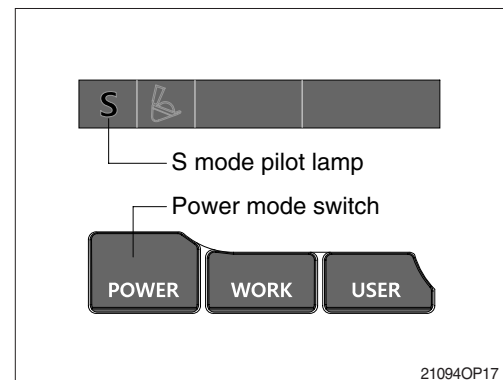 S
S mode pilot lamp
Power mode switch
POWER WORK USER
21094OP17